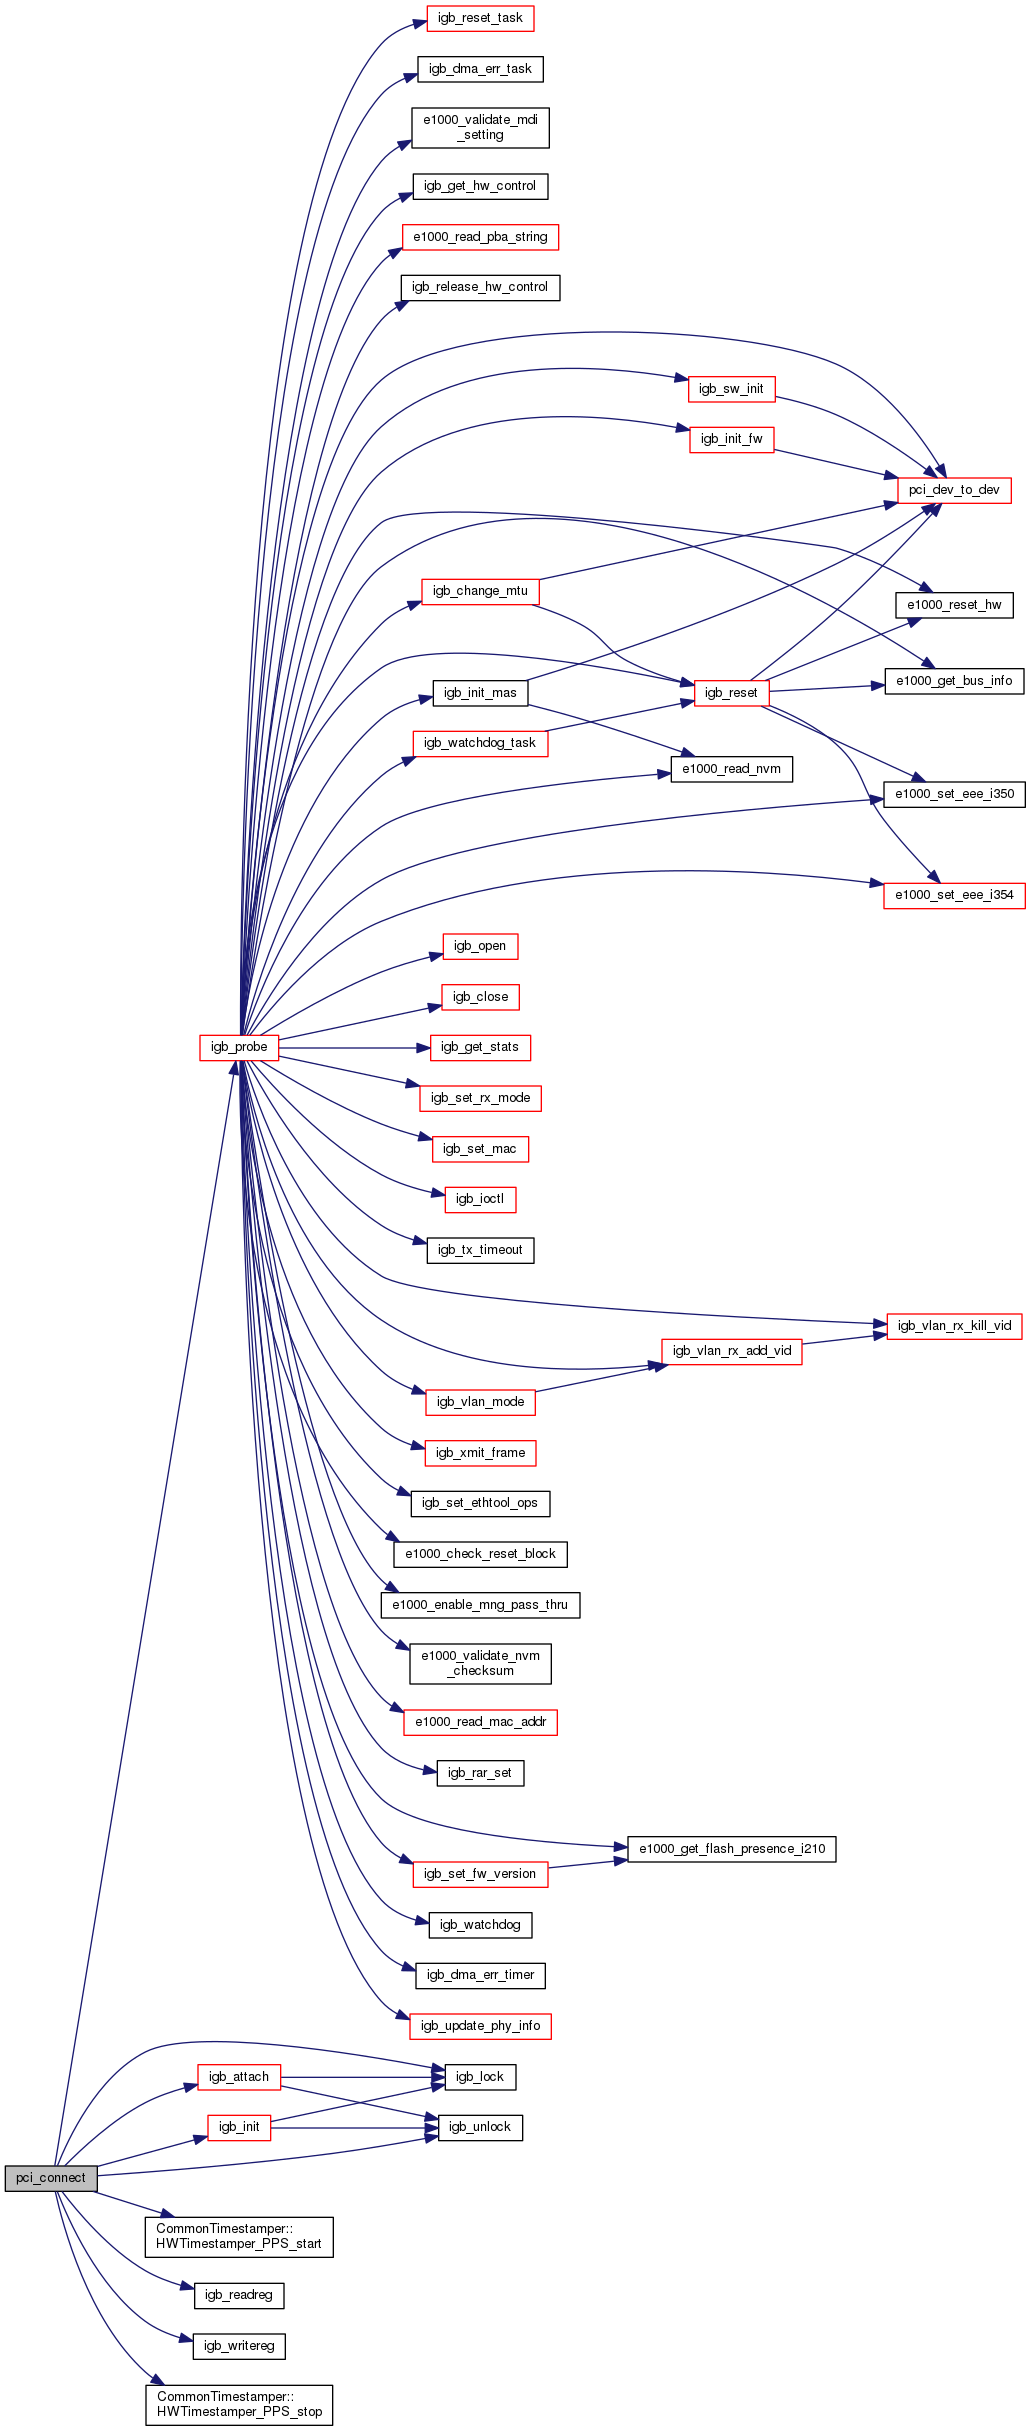 igb_reset_task
igb_dma_err_task
e1000_validate_mdi
_setting
igb_get_hw_control
e1000_read_pba_string
igb_release_hw_control
igb_sw_init
igb_init_fw
pci_dev_to_dev
igb_change_mtu
e1000_reset_hw
igb_init_mas
igb_reset
e1000_get_bus_info
igb_watchdog_task
e1000_read_nvm
e1000_set_eee_i350
e1000_set_eee_i354
igb_open
igb_close
igb_probe
igb_get_stats
igb_set_rx_mode
igb_set_mac
igb_ioctl
igb_tx_timeout
igb_vlan_rx_kill_vid
igb_vlan_rx_add_vid
igb_vlan_mode
igb_xmit_frame
igb_set_ethtool_ops
e1000_check_reset_block
e1000_enable_mng_pass_thru
e1000_validate_nvm
_checksum
e1000_read_mac_addr
igb_rar_set
e1000_get_flash_presence_i210
igb_set_fw_version
igb_watchdog
igb_dma_err_timer
igb_update_phy_info
igb_attach
igb_lock
igb_init
igb_unlock
pci_connect
CommonTimestamper::
HWTimestamper_PPS_start
igb_readreg
igb_writereg
CommonTimestamper::
HWTimestamper_PPS_stop